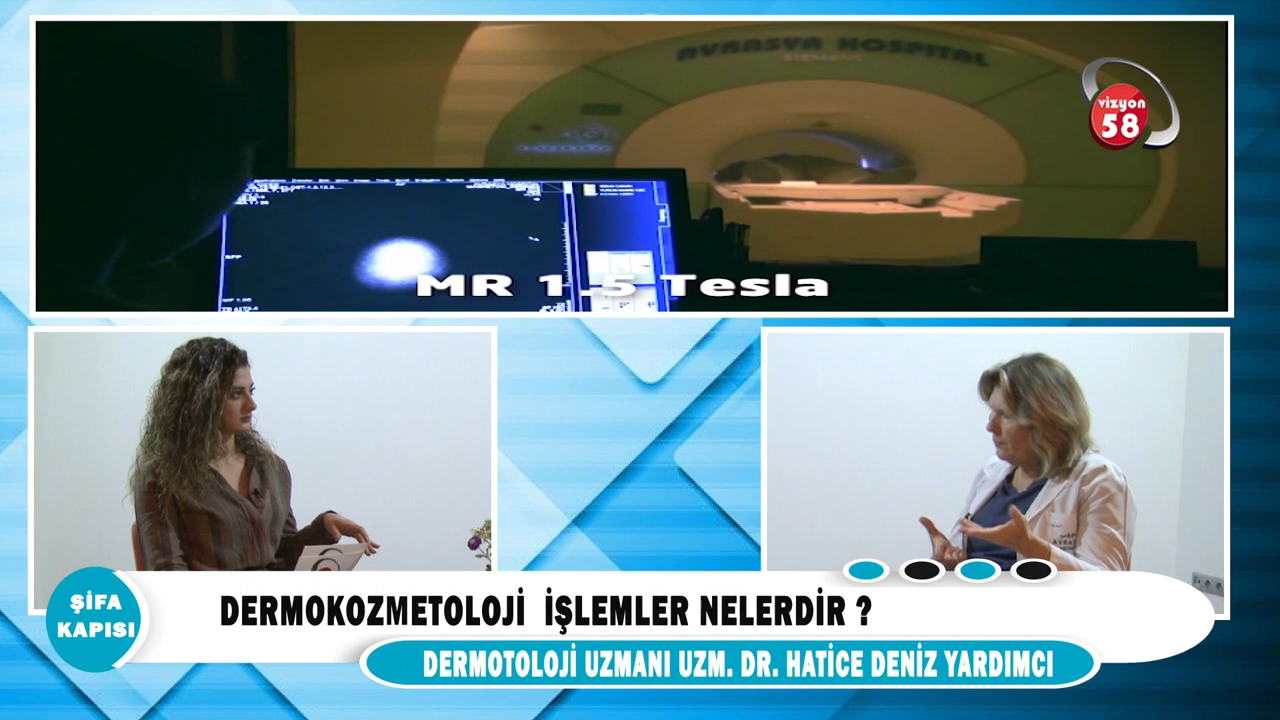 AVRASYA HOSPITAL
SIEMENS
vizyon
58
MR 1.5 Tesla
ŞİFA
KAPISI
DERMOKOZMETOLOJİ İŞLEMLER NELERDİR ?
DERMOTOLOJİ UZMANI UZM. DR. HATİCE DENİZ YARDIMCI